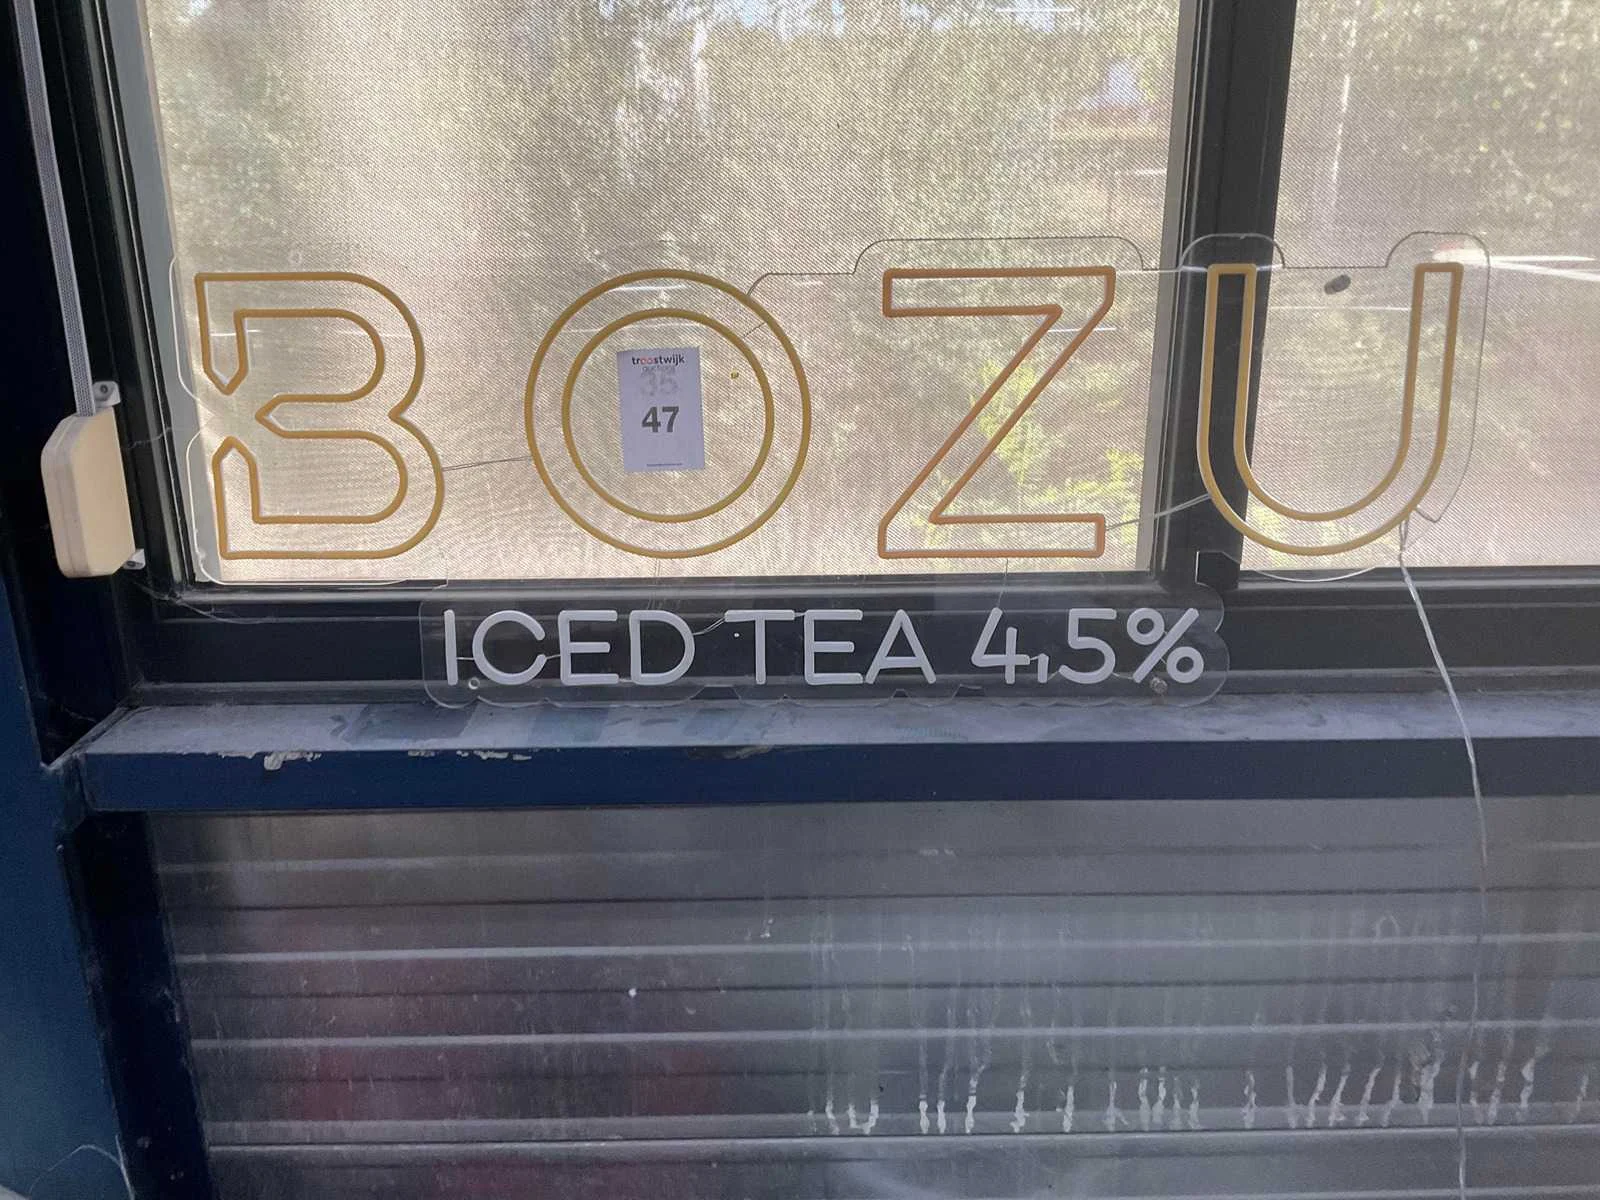 BOZU
troostwijk
auctions
35
47
ICED TEA 4,5%